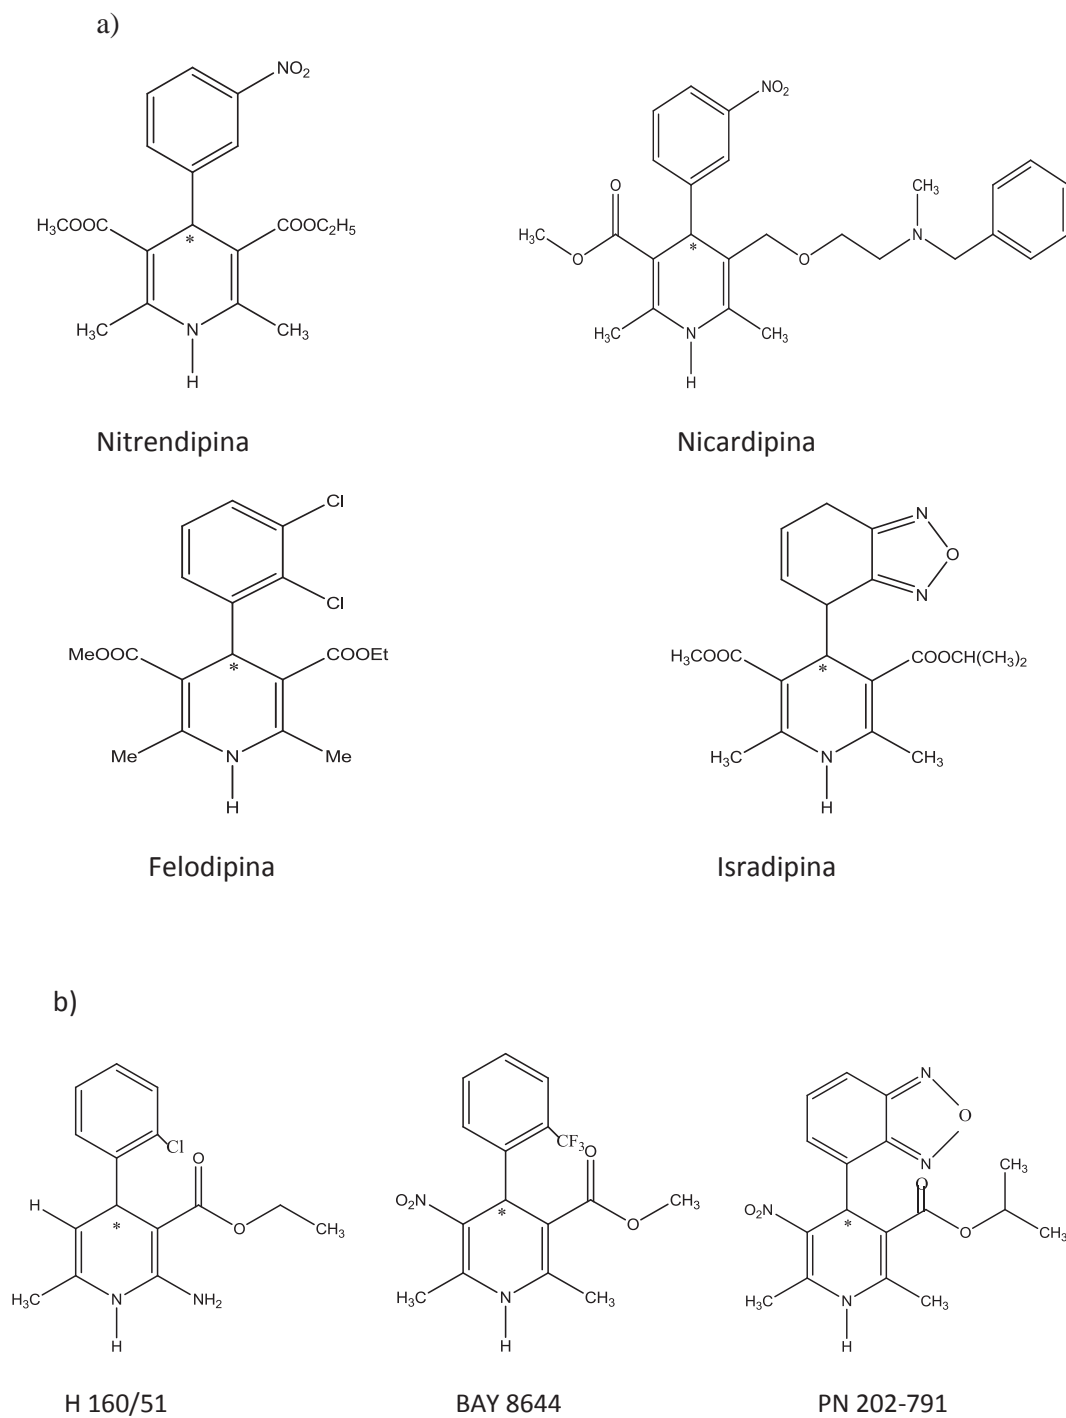 a)
NO2
H3COOC
*
COOC2H5
H3C
N
CH3
H
Nitrendipina
NO2
O
CH3
H3C
O
*
O
N
H3C
N
CH3
H
Nicardipina
Cl
Cl
MeOOC
*
COOEt
Me
N
Me
H
Felodipina
N
O
N
H3COOC
*
COOCH(CH3)2
H3C
N
CH3
H
Isradipina
b)
Cl
O
H
*
O
CH3
H3C
N
NH2
H
H 160/51
CF3
O
O2N
*
O
CH3
H3C
N
CH3
H
BAY 8644
N
O
N
O
CH3
O2N
*
O
CH3
H3C
N
CH3
H
PN 202-791